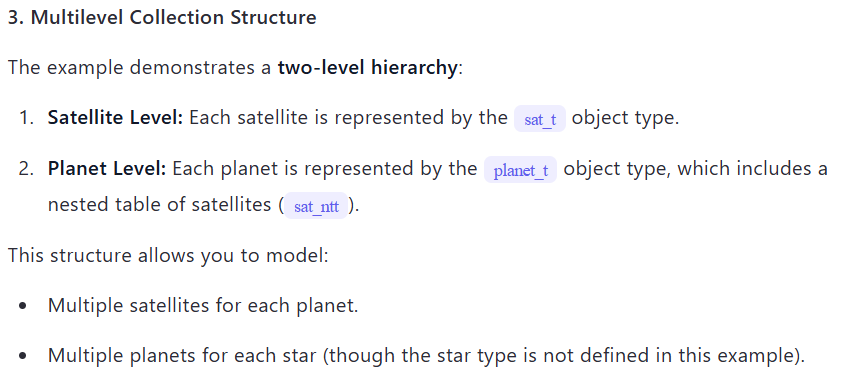 3. Multilevel Collection Structure
The example demonstrates a two-level hierarchy:
1. Satellite Level: Each satellite is represented by the sat_t object type.
2. Planet Level: Each planet is represented by the planet_t object type, which includes a
nested table of satellites ( sat_ntt ).
This structure allows you to model:
• Multiple satellites for each planet.
• Multiple planets for each star (though the star type is not defined in this example).